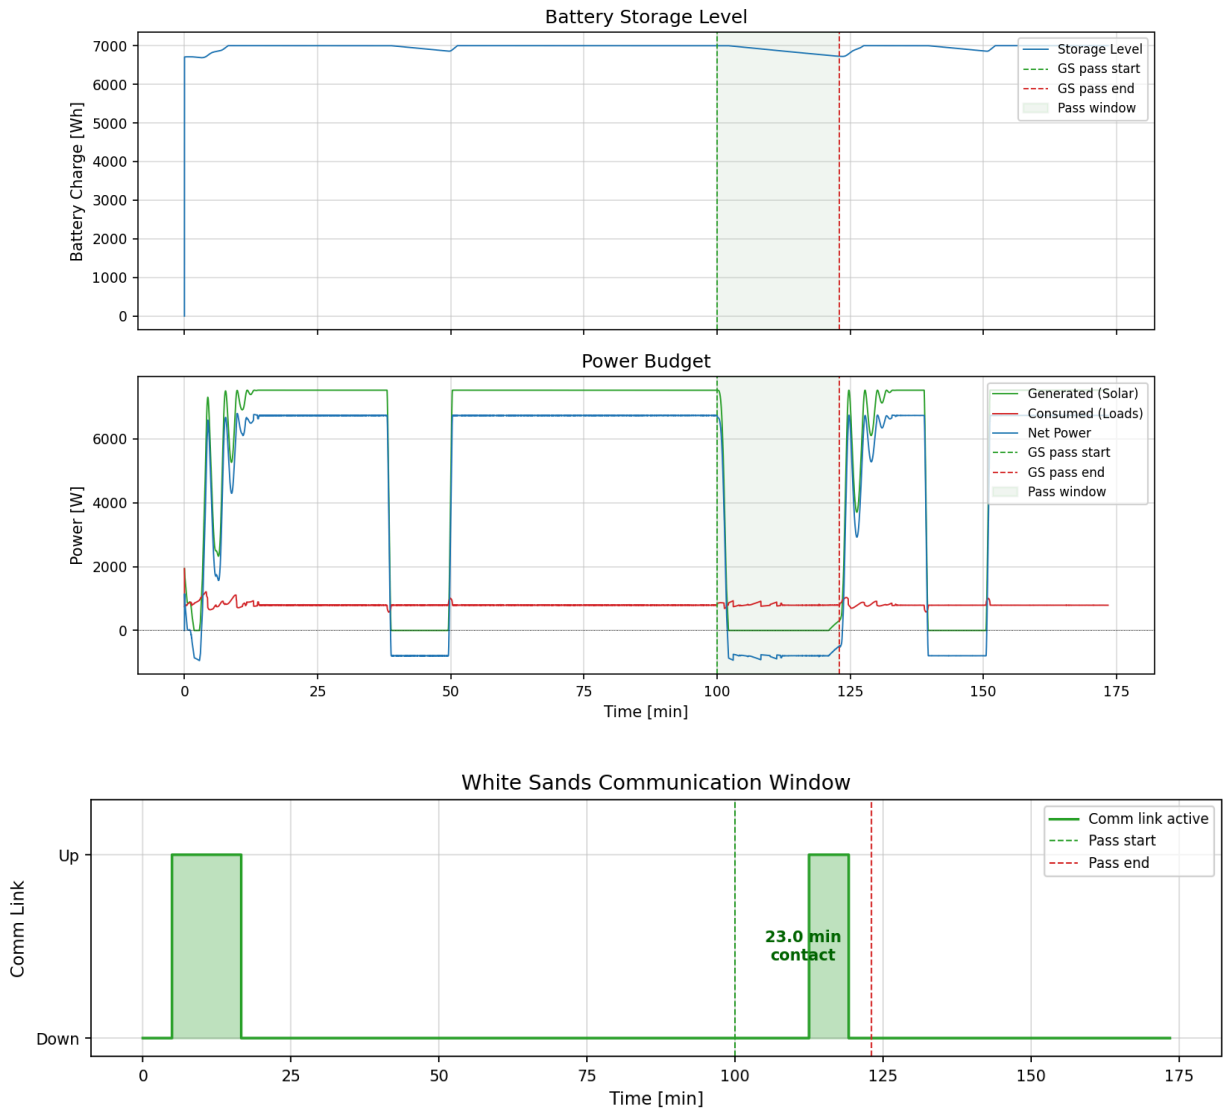 Battery Storage Level
Battery Charge [Wh]
7000
6000
5000
4000
3000
2000
1000
0
Storage Level
GS pass start
GS pass end
Pass window
Power Budget
Power [W]
6000
4000
2000
0
Generated (Solar)
Consumed (Loads)
Net Power
GS pass start
GS pass end
Pass window
0 25 50 75 100 125 150 175
Time [min]
White Sands Communication Window
Comm Link
Up
Down
Comm link active
Pass start
Pass end
23.0 min
contact
0 25 50 75 100 125 150 175
Time [min]